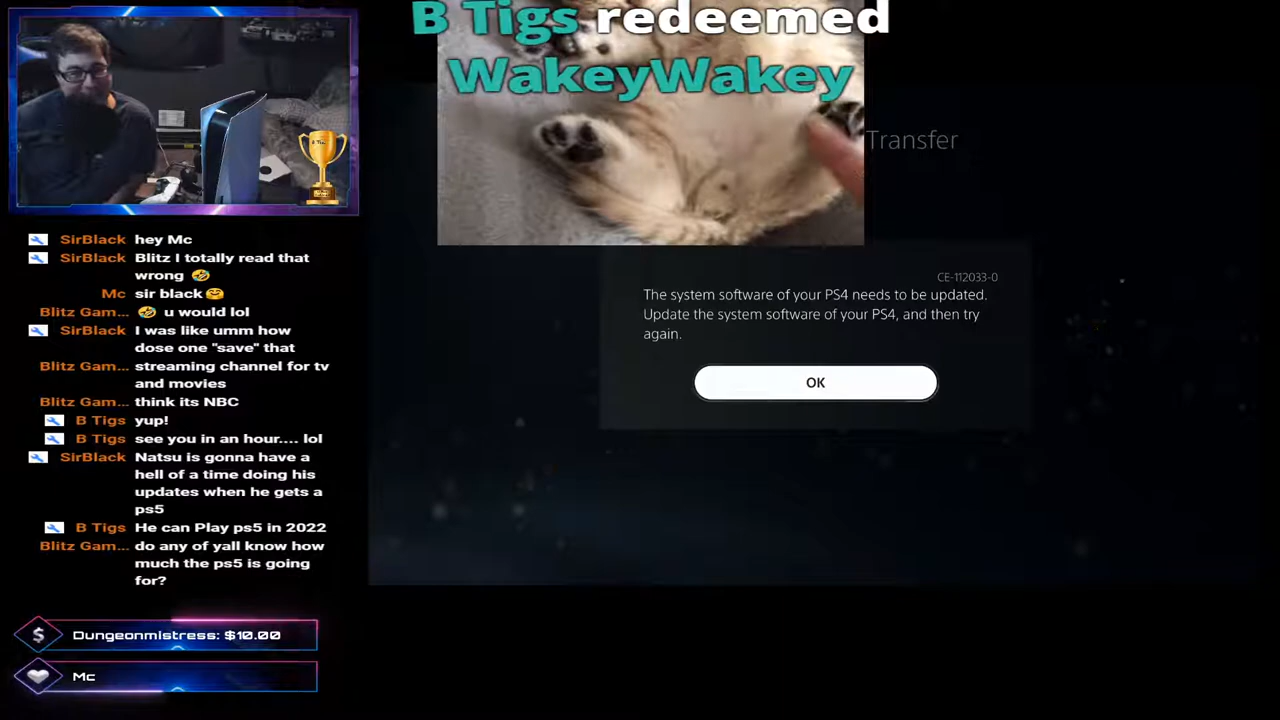 B Tigs redeemed
WakeyWakey
Transfer
CE-112033-0
The system software of your PS4 needs to be updated.
Update the system software of your PS4, and then try
again.
OK
SirBlack hey Mc
SirBlack Blitz I totally read that
wrong 🤣
Mc sir black🤗
Blitz Gam... 🤣 u would lol
SirBlack I was like umm how
dose one "save" that
Blitz Gam... streaming channel for tv
and movies
Blitz Gam... think its NBC
B Tigs yup!
B Tigs see you in an hour.... lol
SirBlack Natsu is gonna have a
hell of a time doing his
updates when he gets a
ps5
B Tigs He can Play ps5 in 2022
Blitz Gam... do any of yall know how
much the ps5 is going
for?
$ Dungeonmistress: $10.00
Mc